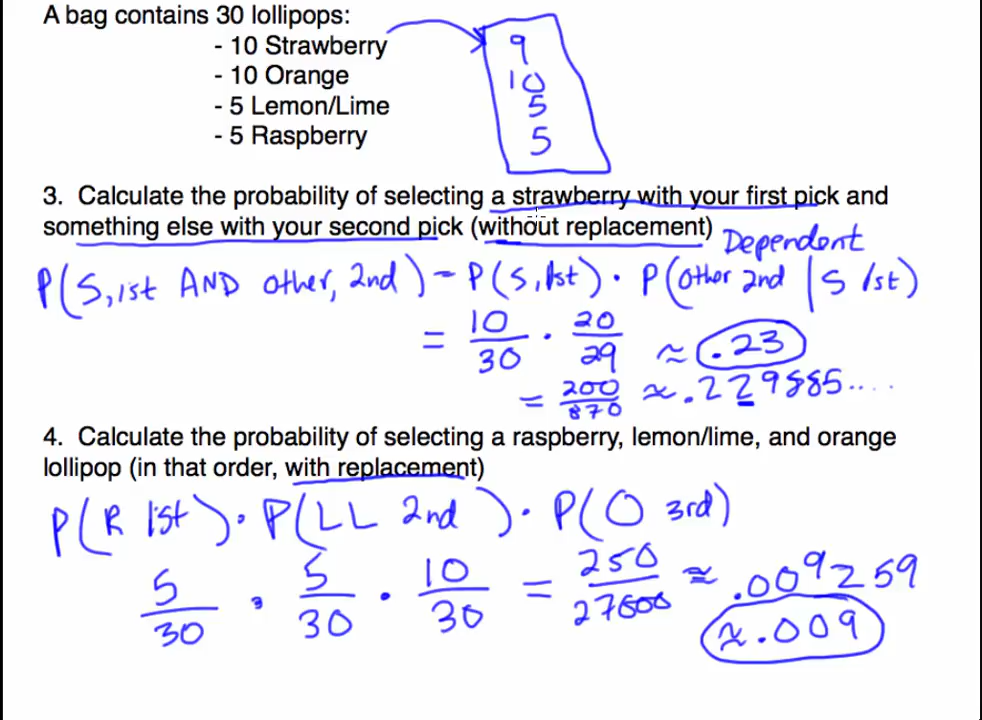 A bag contains 30 lollipops:
- 10 Strawberry
- 10 Orange
- 5 Lemon/Lime
- 5 Raspberry
9
10
5
5
3. Calculate the probability of selecting a strawberry with your first pick and
something else with your second pick (without replacement)
Dependent
P(S,1st AND other, 2nd) = P(S,1st) · P(other 2nd | S 1st)
= 10/30 · 20/29 ≈ .23
= 200/870 ≈ .229885....
4. Calculate the probability of selecting a raspberry, lemon/lime, and orange
lollipop (in that order, with replacement)
P(R 1st) · P(LL 2nd) · P(O 3rd)
5/30 · 5/30 · 10/30 = 250/27000 ≈ .009259
≈ .009